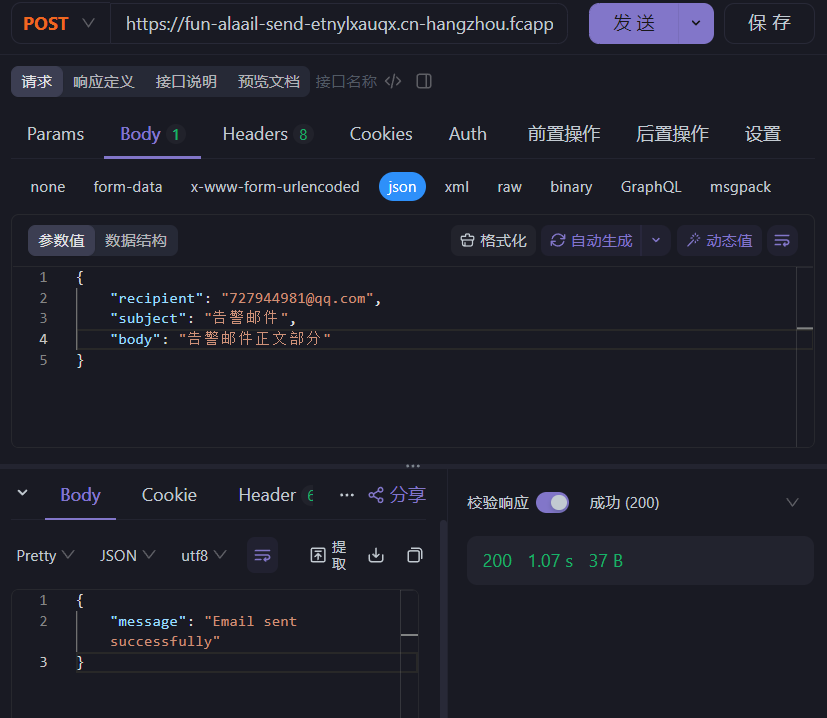 POST https://fun-alaail-send-etnylxauqx.cn-hangzhou.fcapp 发 送 保 存
请求 响应定义 接口说明 预览文档 接口名称
Params Body 1 Headers 8 Cookies Auth 前置操作 后置操作 设置
none form-data x-www-form-urlencoded json xml raw binary GraphQL msgpack
参数值 数据结构 格式化 自动生成 动态值
1 {
2 "recipient": "727944981@qq.com",
3 "subject": "告警邮件",
4 "body": "告警邮件正文部分"
5 }
Body Cookie Header 6 ... 分享
Pretty JSON utf8 提取
1 {
2 "message": "Email sent
successfully"
3 }
校验响应 成功 (200)
200 1.07 s 37 B